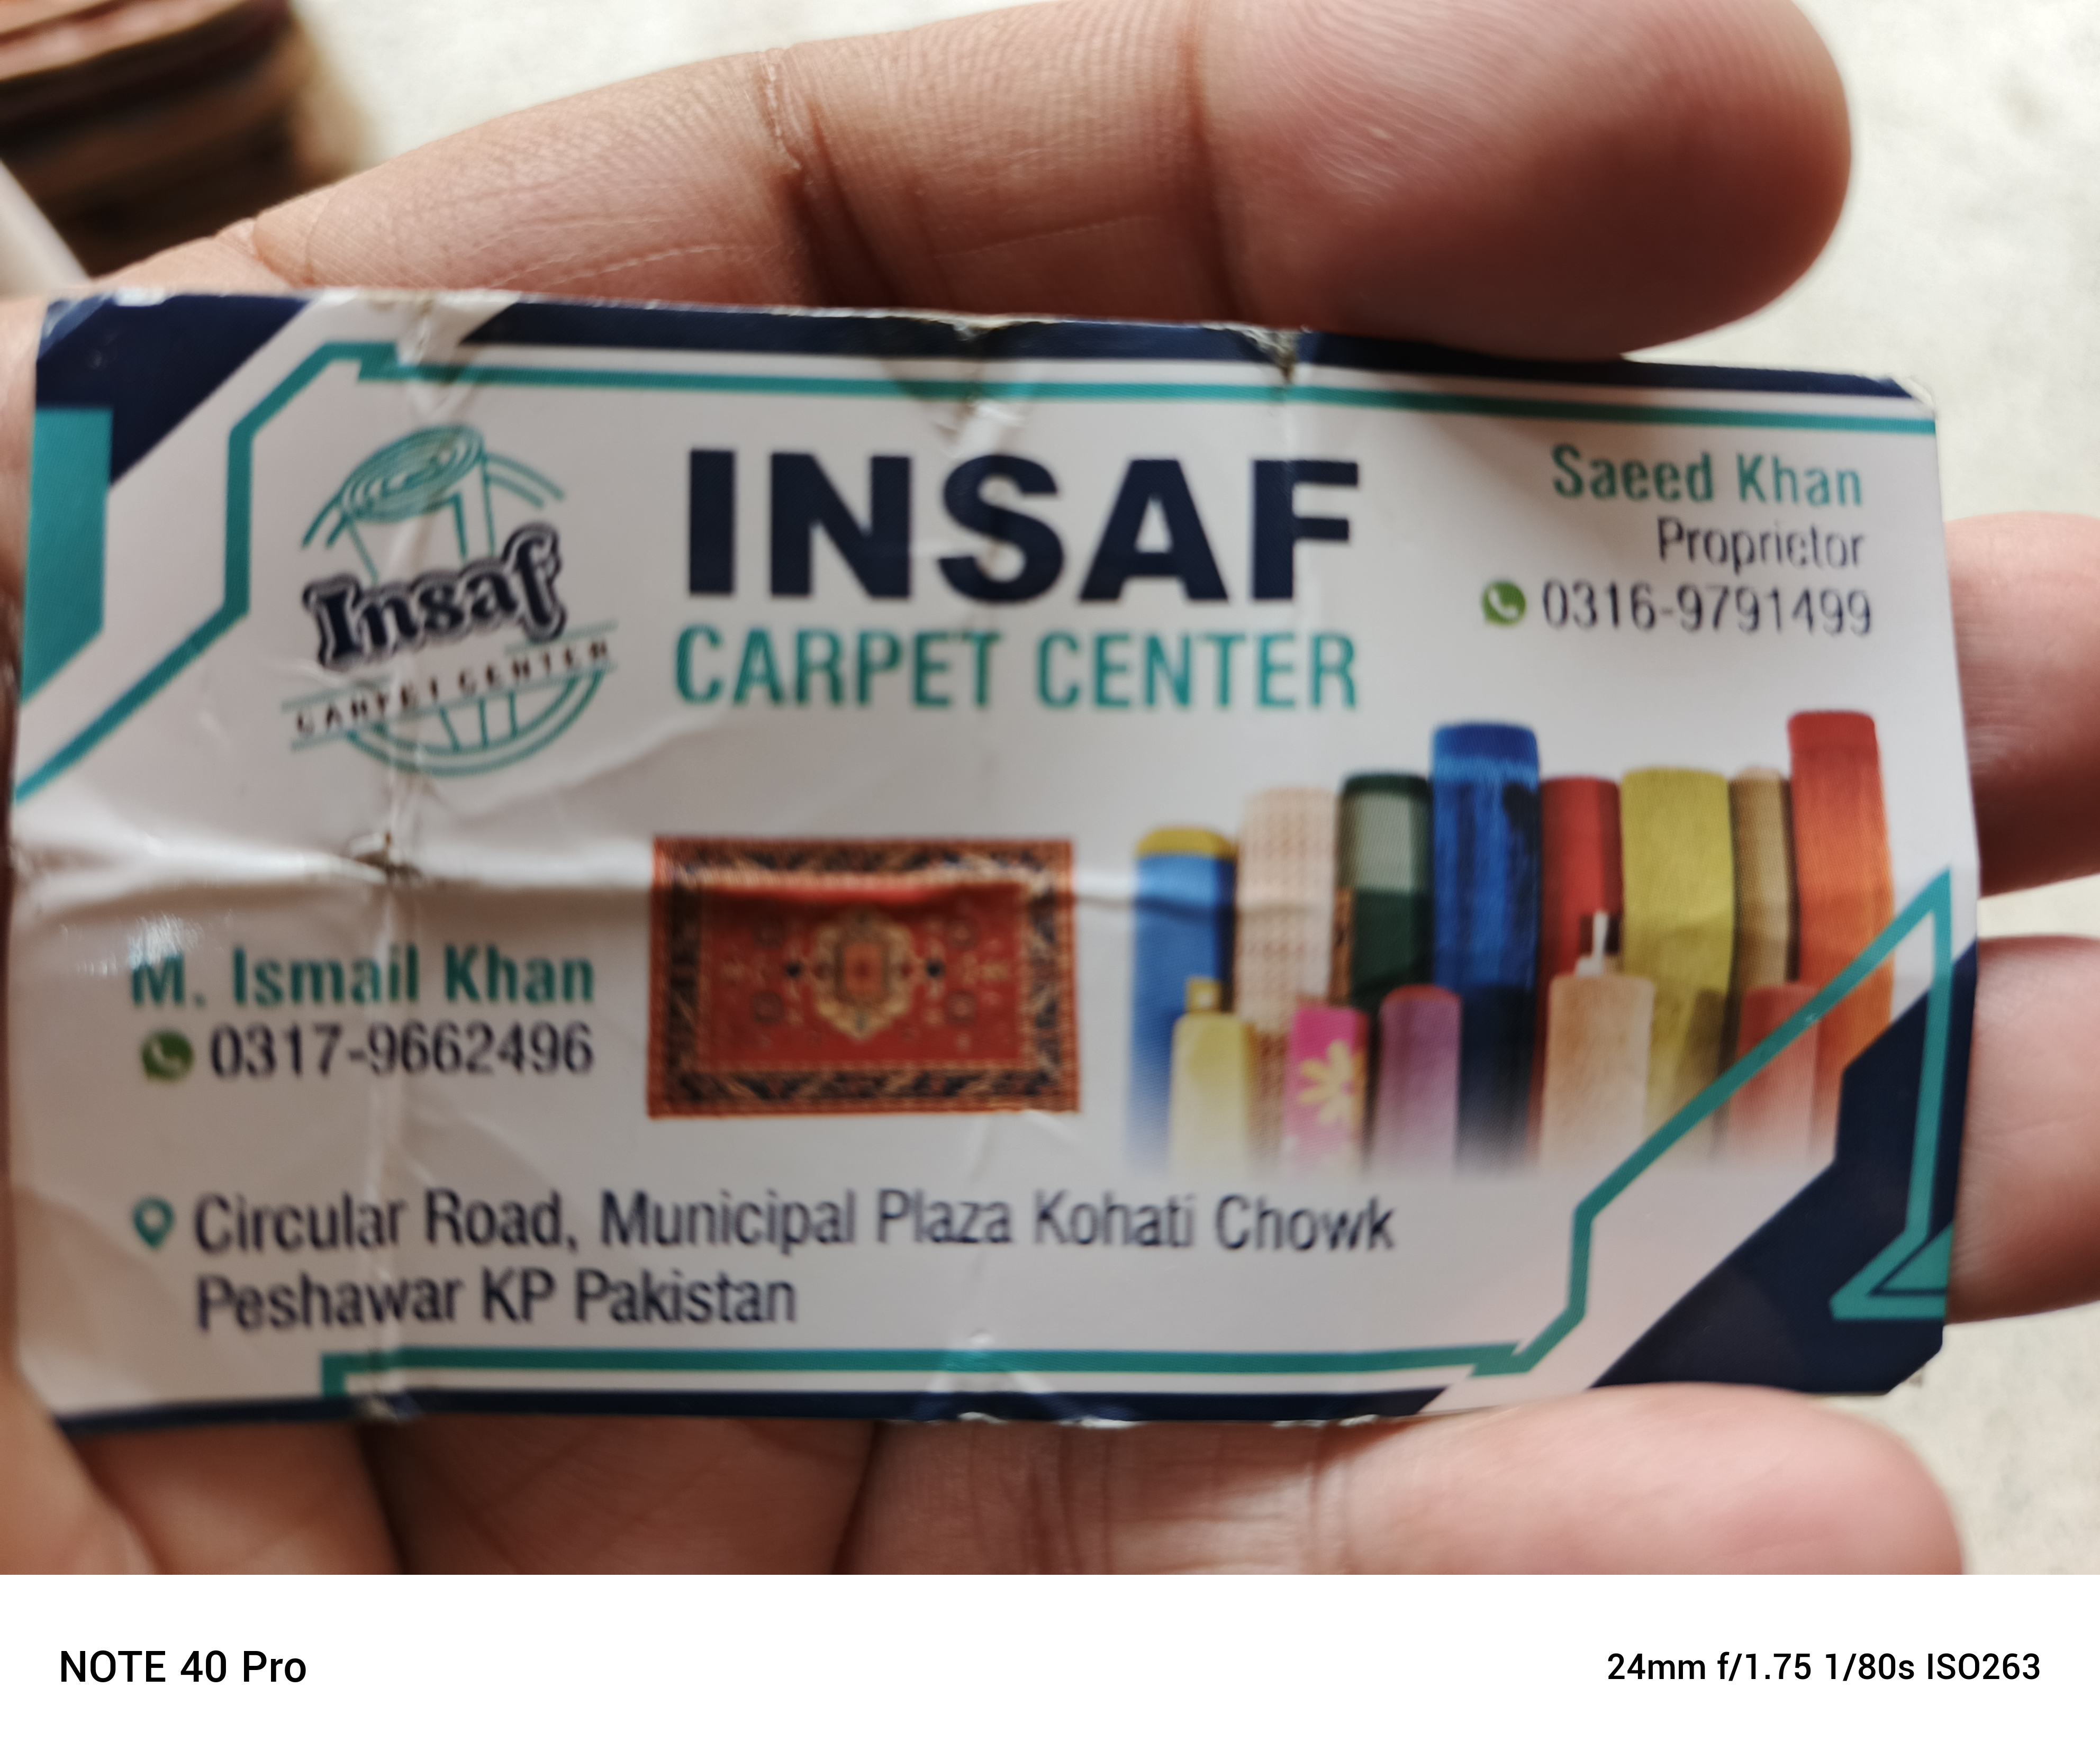 Insaf
CARPET CENTER
INSAF
CARPET CENTER
Saeed Khan
Proprietor
0316-9791499
M. Ismail Khan
0317-9662496
Circular Road, Municipal Plaza Kohati Chowk
Peshawar KP Pakistan
NOTE 40 Pro
24mm f/1.75 1/80s ISO263